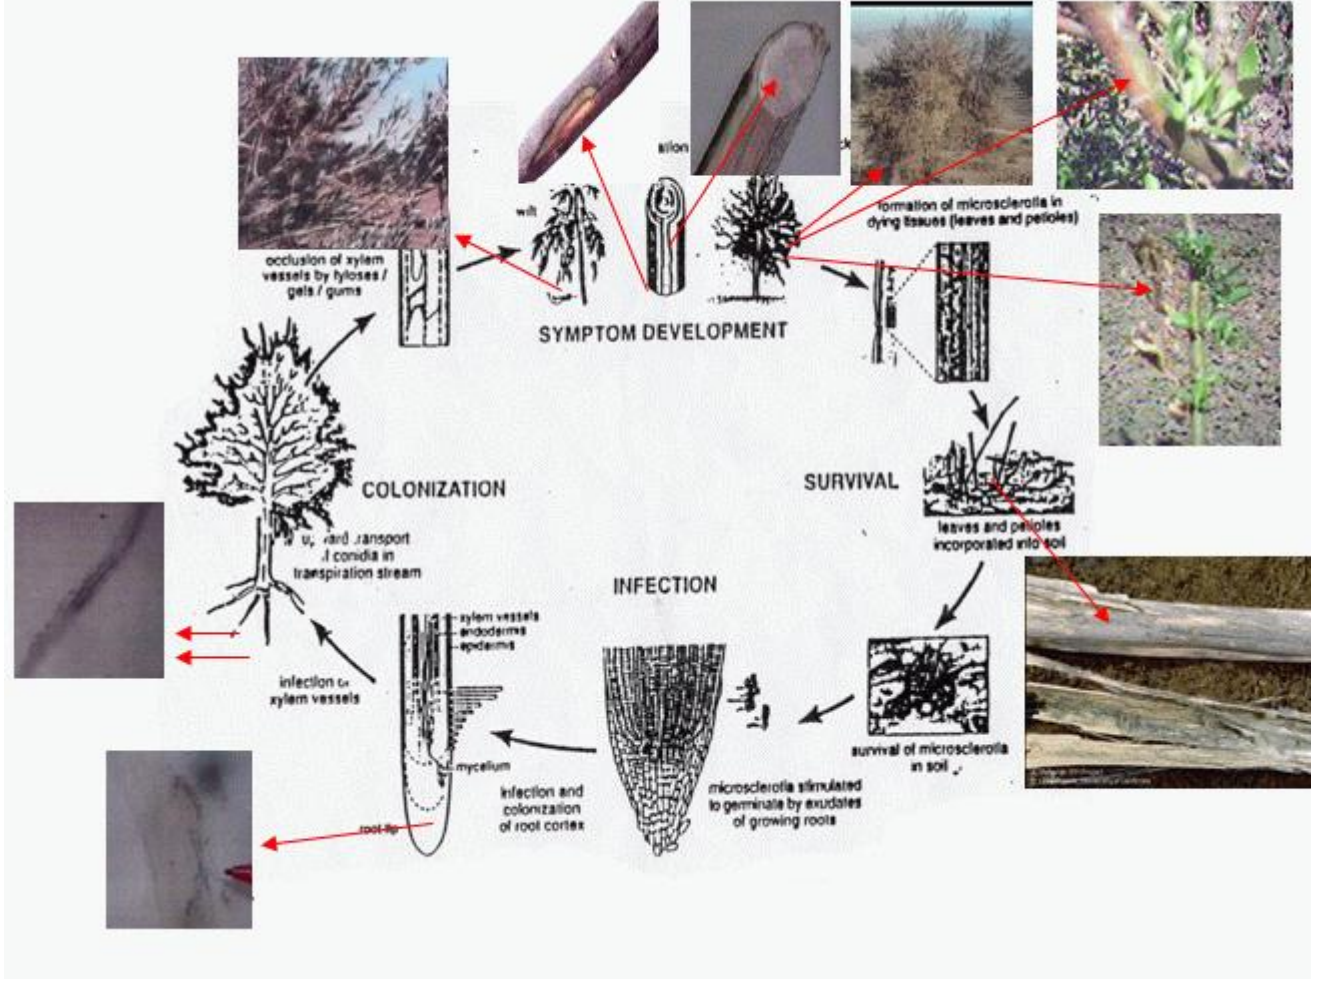 formation of microsclerotia in
dying tissues (leaves and petioles)
wilt
occlusion of xylem
vessels by tyloses /
gels / gums
SYMPTOM DEVELOPMENT
COLONIZATION
SURVIVAL
leaves and petioles
incorporated into soil
transport
conidia in
transpiration stream
INFECTION
xylem vessels
endodermis
epidermis
infection
xylem vessels
survival of microsclerotia
in soil
mycelium
infection and
colonization
of root cortex
microsclerotia stimulated
to germinate by exudates
of growing roots
root tip